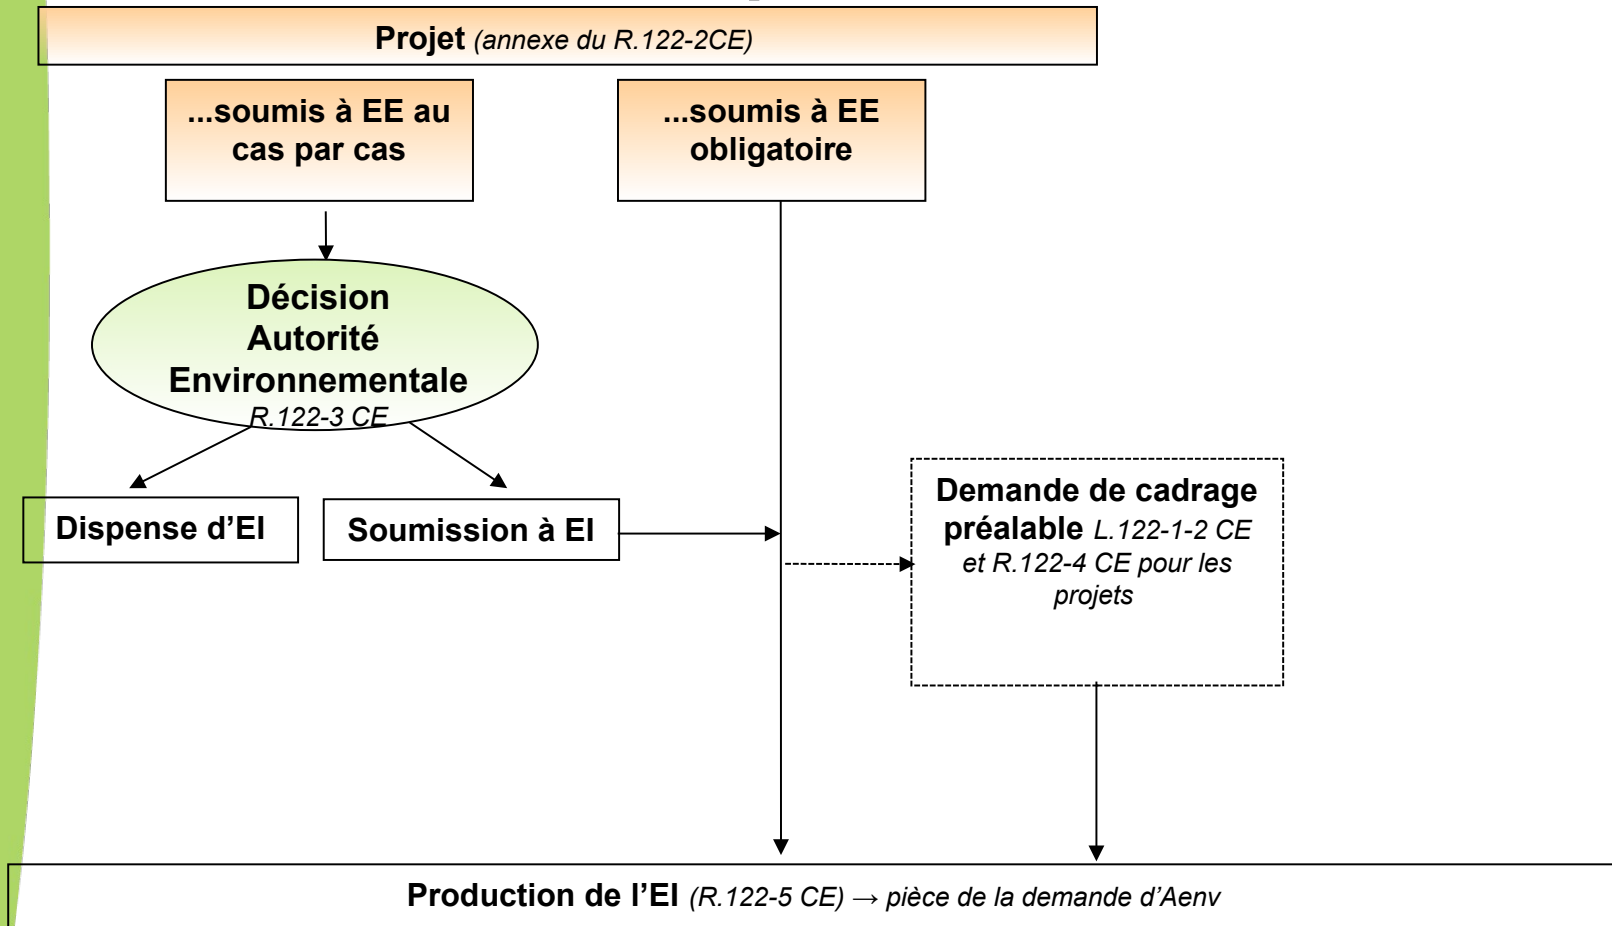 Projet (annexe du R.122-2CE)
...soumis à EE au
cas par cas
...soumis à EE
obligatoire
Décision
Autorité
Environnementale
R.122-3 CE
Dispense d’EI
Soumission à EI
Demande de cadrage
préalable L.122-1-2 CE
et R.122-4 CE pour les
projets
Production de l’EI (R.122-5 CE) → pièce de la demande d’Aenv